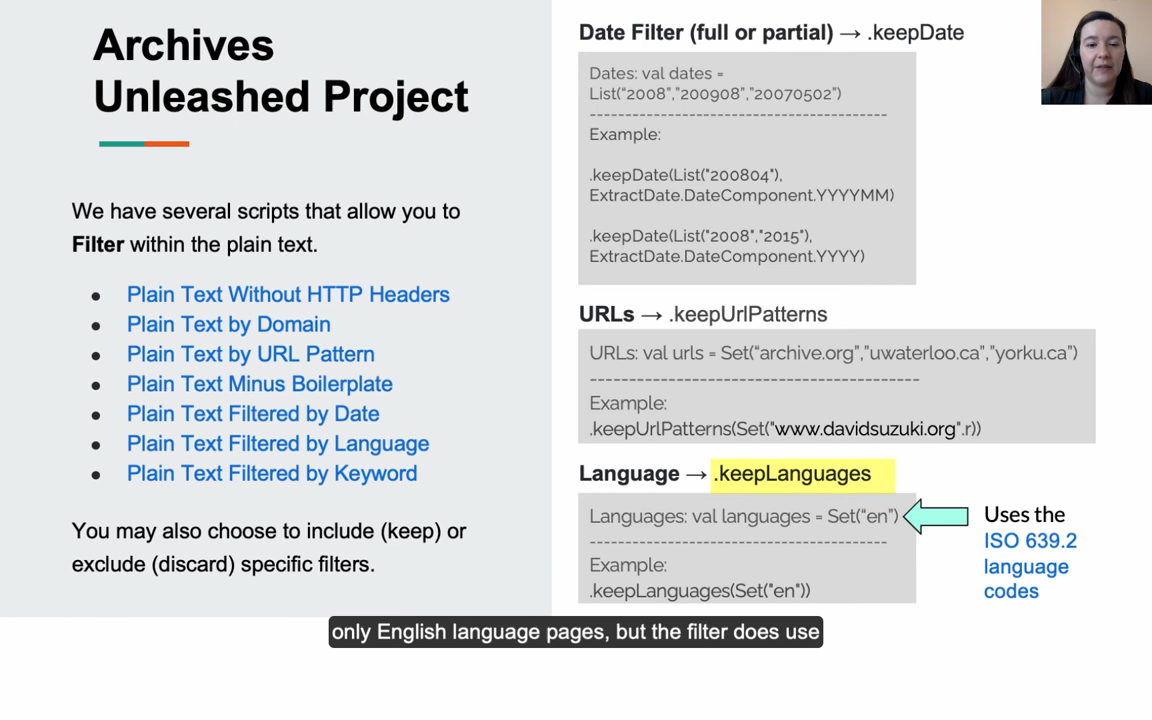 Archives
Unleashed Project
We have several scripts that allow you to
Filter within the plain text.
● Plain Text Without HTTP Headers
● Plain Text by Domain
● Plain Text by URL Pattern
● Plain Text Minus Boilerplate
● Plain Text Filtered by Date
● Plain Text Filtered by Language
● Plain Text Filtered by Keyword
You may also choose to include (keep) or
exclude (discard) specific filters.
Date Filter (full or partial) → .keepDate
Dates: val dates =
List(“2008”,"200908”,"20070502”)
------------------------------------------
Example:
.keepDate(List("200804"),
ExtractDate.DateComponent.YYYYMM)
.keepDate(List("2008","2015"),
ExtractDate.DateComponent.YYYY)
URLs → .keepUrlPatterns
URLs: val urls = Set(“archive.org”,”uwaterloo.ca”,”yorku.ca”)
------------------------------------------
Example:
.keepUrlPatterns(Set("www.davidsuzuki.org".r))
Language → .keepLanguages
Languages: val languages = Set(“en”)
------------------------------------------
Example:
.keepLanguages(Set("en"))
Uses the
ISO 639.2
language
codes
only English language pages, but the filter does use